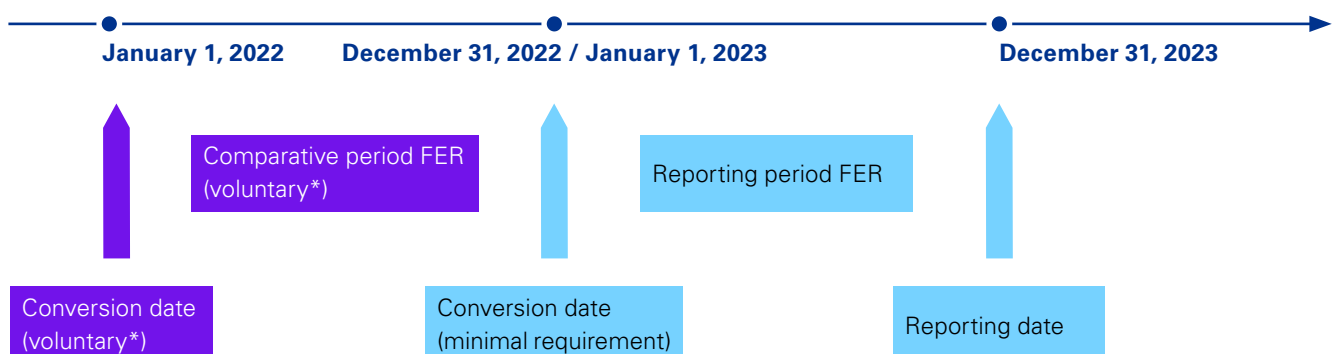 January 1, 2022
December 31, 2022 / January 1, 2023
December 31, 2023
Comparative period FER
(voluntary*)
Reporting period FER
Conversion date
(voluntary*)
Conversion date
(minimal requirement)
Reporting date